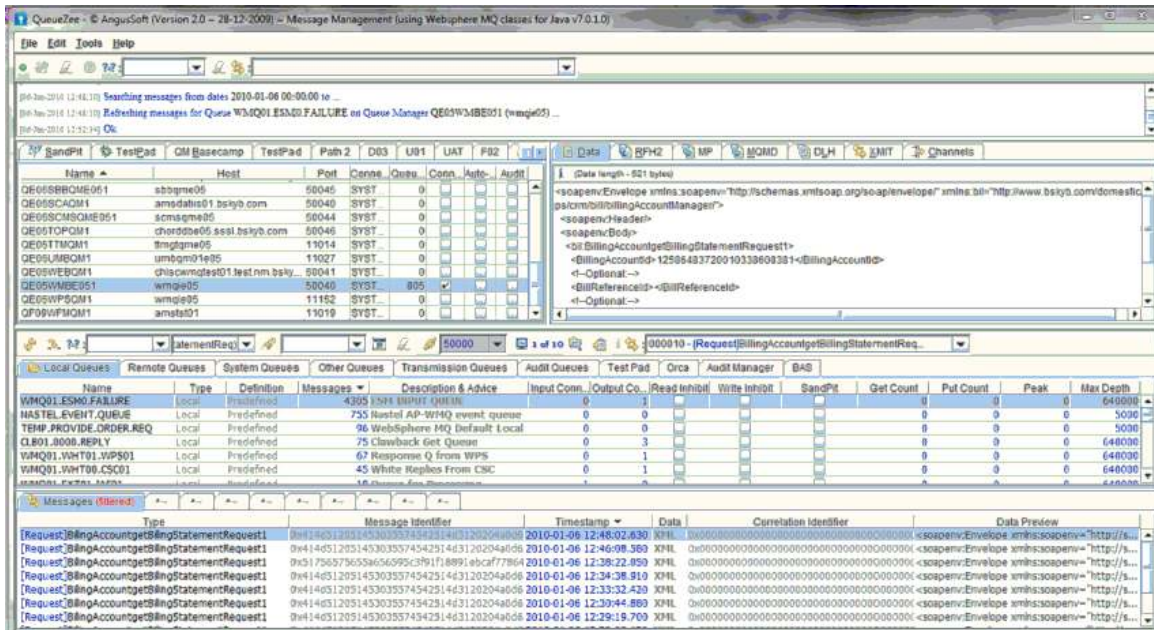 QueueZee - © AngusSoft (Version 2.0 ~ 28-12-2009) ~ Message Management (using Websphere MQ classes for Java v7.0.1.0)
File Edit Tools Help
Searching messages from dates 2010-01-06 00:00:00 to ...
Refreshing messages for Queue WMQ01.ESM0.FAILURE on Queue Manager QE05WMBE051 (wmqie05) ...
Ok
SandPit TestPad QM Basecamp TestPad Path 2 D03 U01 UAT F02
Data RFH2 MP MQMD DLH XMIT Channels
Name Host Port Conne... Queu... Conn... Auto-... Audit
(Data length - 521 bytes)
QE05SBBQME051 sbbqme05 50045 SYST... 0
QE05SCAQM1 amsdatis01.bskyb.com 50040 SYST... 0
QE05SCMSQME051 scmsqme05 50044 SYST... 0
QE05TOPQM1 chorddbe05.sssl.bskyb.com 50046 SYST... 0
QE05TTMQM1 11014 SYST... 0
QE05UMBQM1 umbqm01e05 11027 SYST... 0
QE05WEBQM1 50041 SYST... 0
QE05WMBE051 wmqie05 50040 SYST... 805
QE05WPSQM1 wmqie05 11152 SYST... 0
amstst01 11019 SYST... 0
<soapenv:Envelope xmlns:soapenv="http://schemas.xmlsoap.org/soap/envelope/" xmlns:bil="http://www.bskyb.com/domestic
ps/crm/bill/billingAccountManager/">
<soapenv:Header/>
<soapenv:Body>
<bil:BillingAccountgetBillingStatementRequest1>
<BillingAccountId> </BillingAccountId>
<!--Optional:-->
<BillReferenceId></BillReferenceId>
<!--Optional:-->
atementReq) 50000 1 of 10 000010 - [Request]BillingAccountgetBillingStatementReq...
Local Queues Remote Queues System Queues Other Queues Transmission Queues Audit Queues Test Pad Orca Audit Manager BAS
Name Type Definition Messages Description & Advice Input Conn... Output Co... Read Inhibit Write Inhibit SandPit Get Count Put Count Peak Max Depth
WMQ01.ESM0.FAILURE Local Predefined 4305 ESM INPUT QUEUE 0 1 0 0 0 640000
NASTEL.EVENT.QUEUE Local Predefined 755 Nastel AP-WMQ event queue 0 0 0 0 0 5000
TEMP.PROVIDE.ORDER.REQ Local Predefined 96 WebSphere MQ Default Local 0 0 0 0 0 5000
CLB01.0000.REPLY Local Predefined 75 Clawback Get Queue 0 3 0 0 0 640000
WMQ01.WHT01.WPS01 Local Predefined 67 Response Q from WPS 0 1 0 0 0 640000
WMQ01.WHT00.CSC01 Local Predefined 45 White Replies From CSC 0 1 0 0 0 640000
Messages (filtered)
Type Message Identifier Timestamp Data Correlation Identifier Data Preview
[Request]BillingAccountgetBillingStatementRequest1 2010-01-06 12:48:02.630 XML <soapenv:Envelope xmlns:soapenv="http://s...
[Request]BillingAccountgetBillingStatementRequest1 2010-01-06 12:46:08.380 XML <soapenv:Envelope xmlns:soapenv="http://s...
[Request]BillingAccountgetBillingStatementRequest1 2010-01-06 12:38:22.050 XML <soapenv:Envelope xmlns:soapenv="http://s...
[Request]BillingAccountgetBillingStatementRequest1 2010-01-06 12:34:38.910 XML <soapenv:Envelope xmlns:soapenv="http://s...
[Request]BillingAccountgetBillingStatementRequest1 2010-01-06 12:33:32.420 XML <soapenv:Envelope xmlns:soapenv="http://s...
[Request]BillingAccountgetBillingStatementRequest1 2010-01-06 12:30:44.880 XML <soapenv:Envelope xmlns:soapenv="http://s...
[Request]BillingAccountgetBillingStatementRequest1 2010-01-06 12:29:19.700 XML <soapenv:Envelope xmlns:soapenv="http://s...